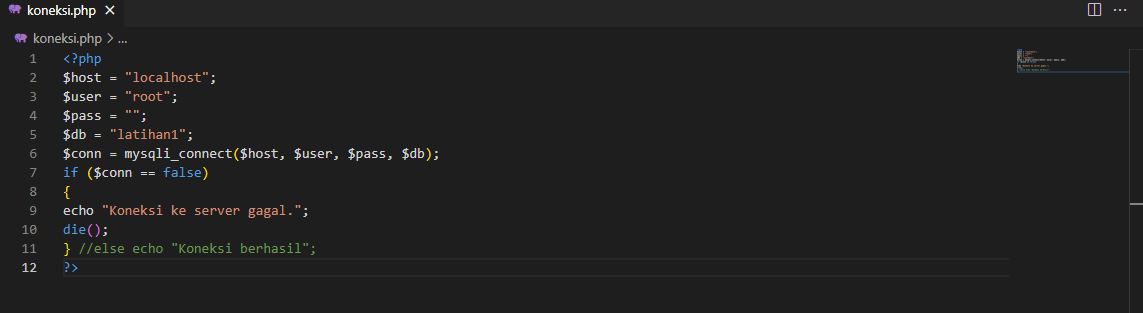 koneksi.php
koneksi.php > ...
1 <?php
2 $host = "localhost";
3 $user = "root";
4 $pass = "";
5 $db = "latihan1";
6 $conn = mysqli_connect($host, $user, $pass, $db);
7 if ($conn == false)
8 {
9 echo "Koneksi ke server gagal.";
10 die();
11 } //else echo "Koneksi berhasil";
12 ?>